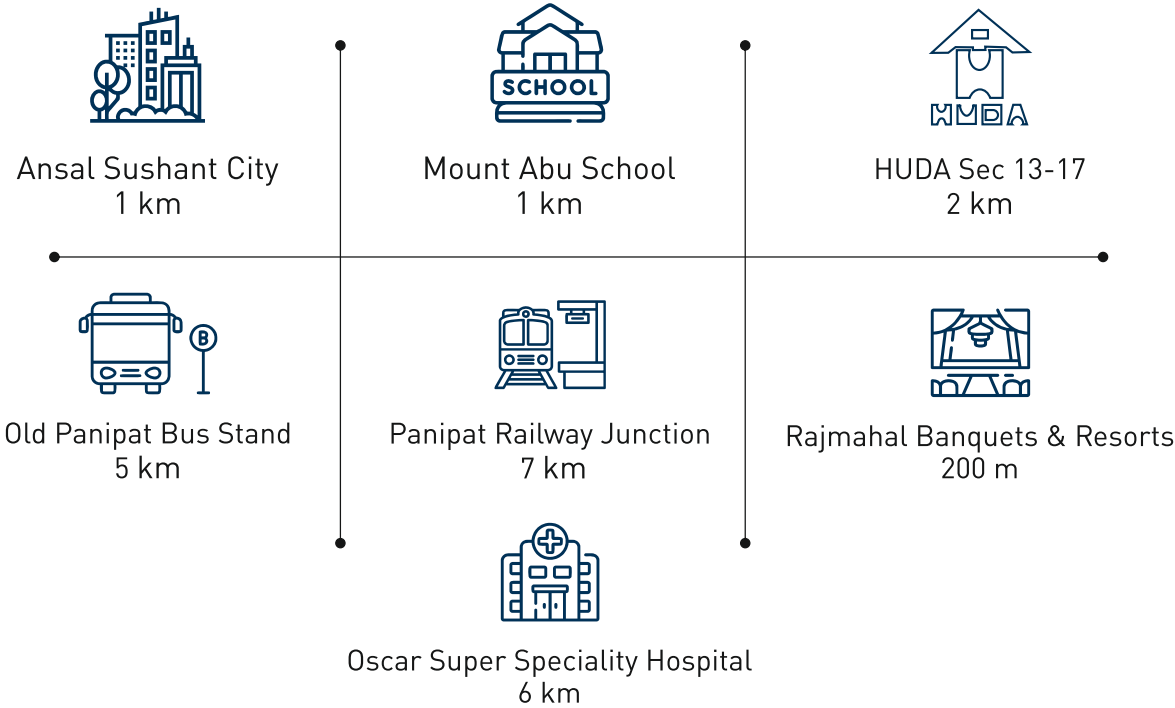 SCHOOL
HUDA
Ansal Sushant City
1 km
Mount Abu School
1 km
HUDA Sec 13-17
2 km
B
Old Panipat Bus Stand
5 km
Panipat Railway Junction
7 km
Rajmahal Banquets & Resorts
200 m
Oscar Super Speciality Hospital
6 km